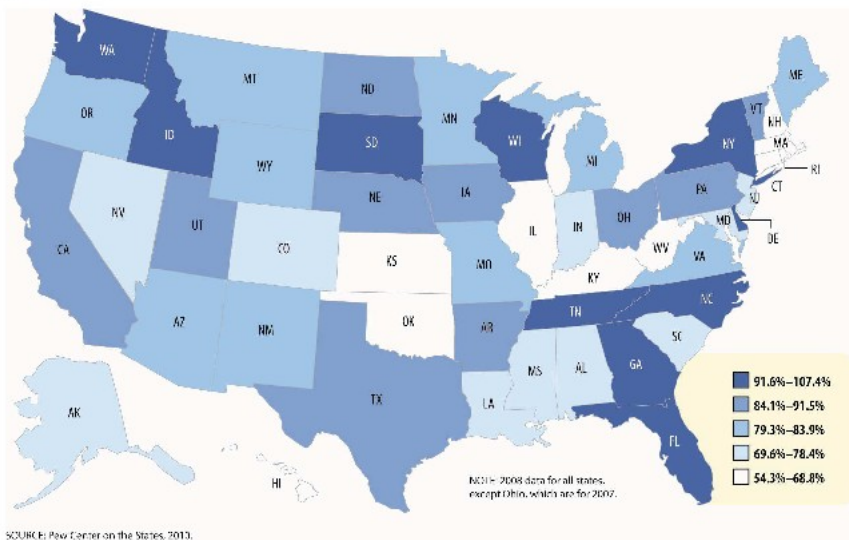 WA
MT
ND
MN
ME
VT
NH
OR
ID
SD
WI
NY
MA
WY
MI
RI
CT
IA
PA
NE
NJ
NV
OH
MD
UT
IL
IN
DE
CO
WV
CA
VA
KS
MO
KY
NC
TN
AZ
OK
NM
AR
SC
MS
AL
GA
TX
LA
AK
FL
HI
91.6%–107.4%
84.1%–91.5%
79.3%–83.9%
69.6%–78.4%
54.3%–68.8%
NOTE: 2008 data for all states,
except Ohio, which are for 2007.
SOURCE: Pew Center on the States, 2010.